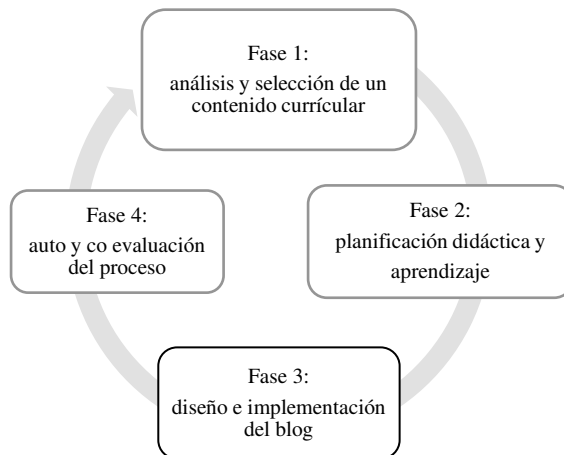 Fase 1:
análisis y selección de un
contenido currícular
Fase 2:
planificación didáctica y
aprendizaje
Fase 3:
diseño e implementación
del blog
Fase 4:
auto y co evaluación
del proceso